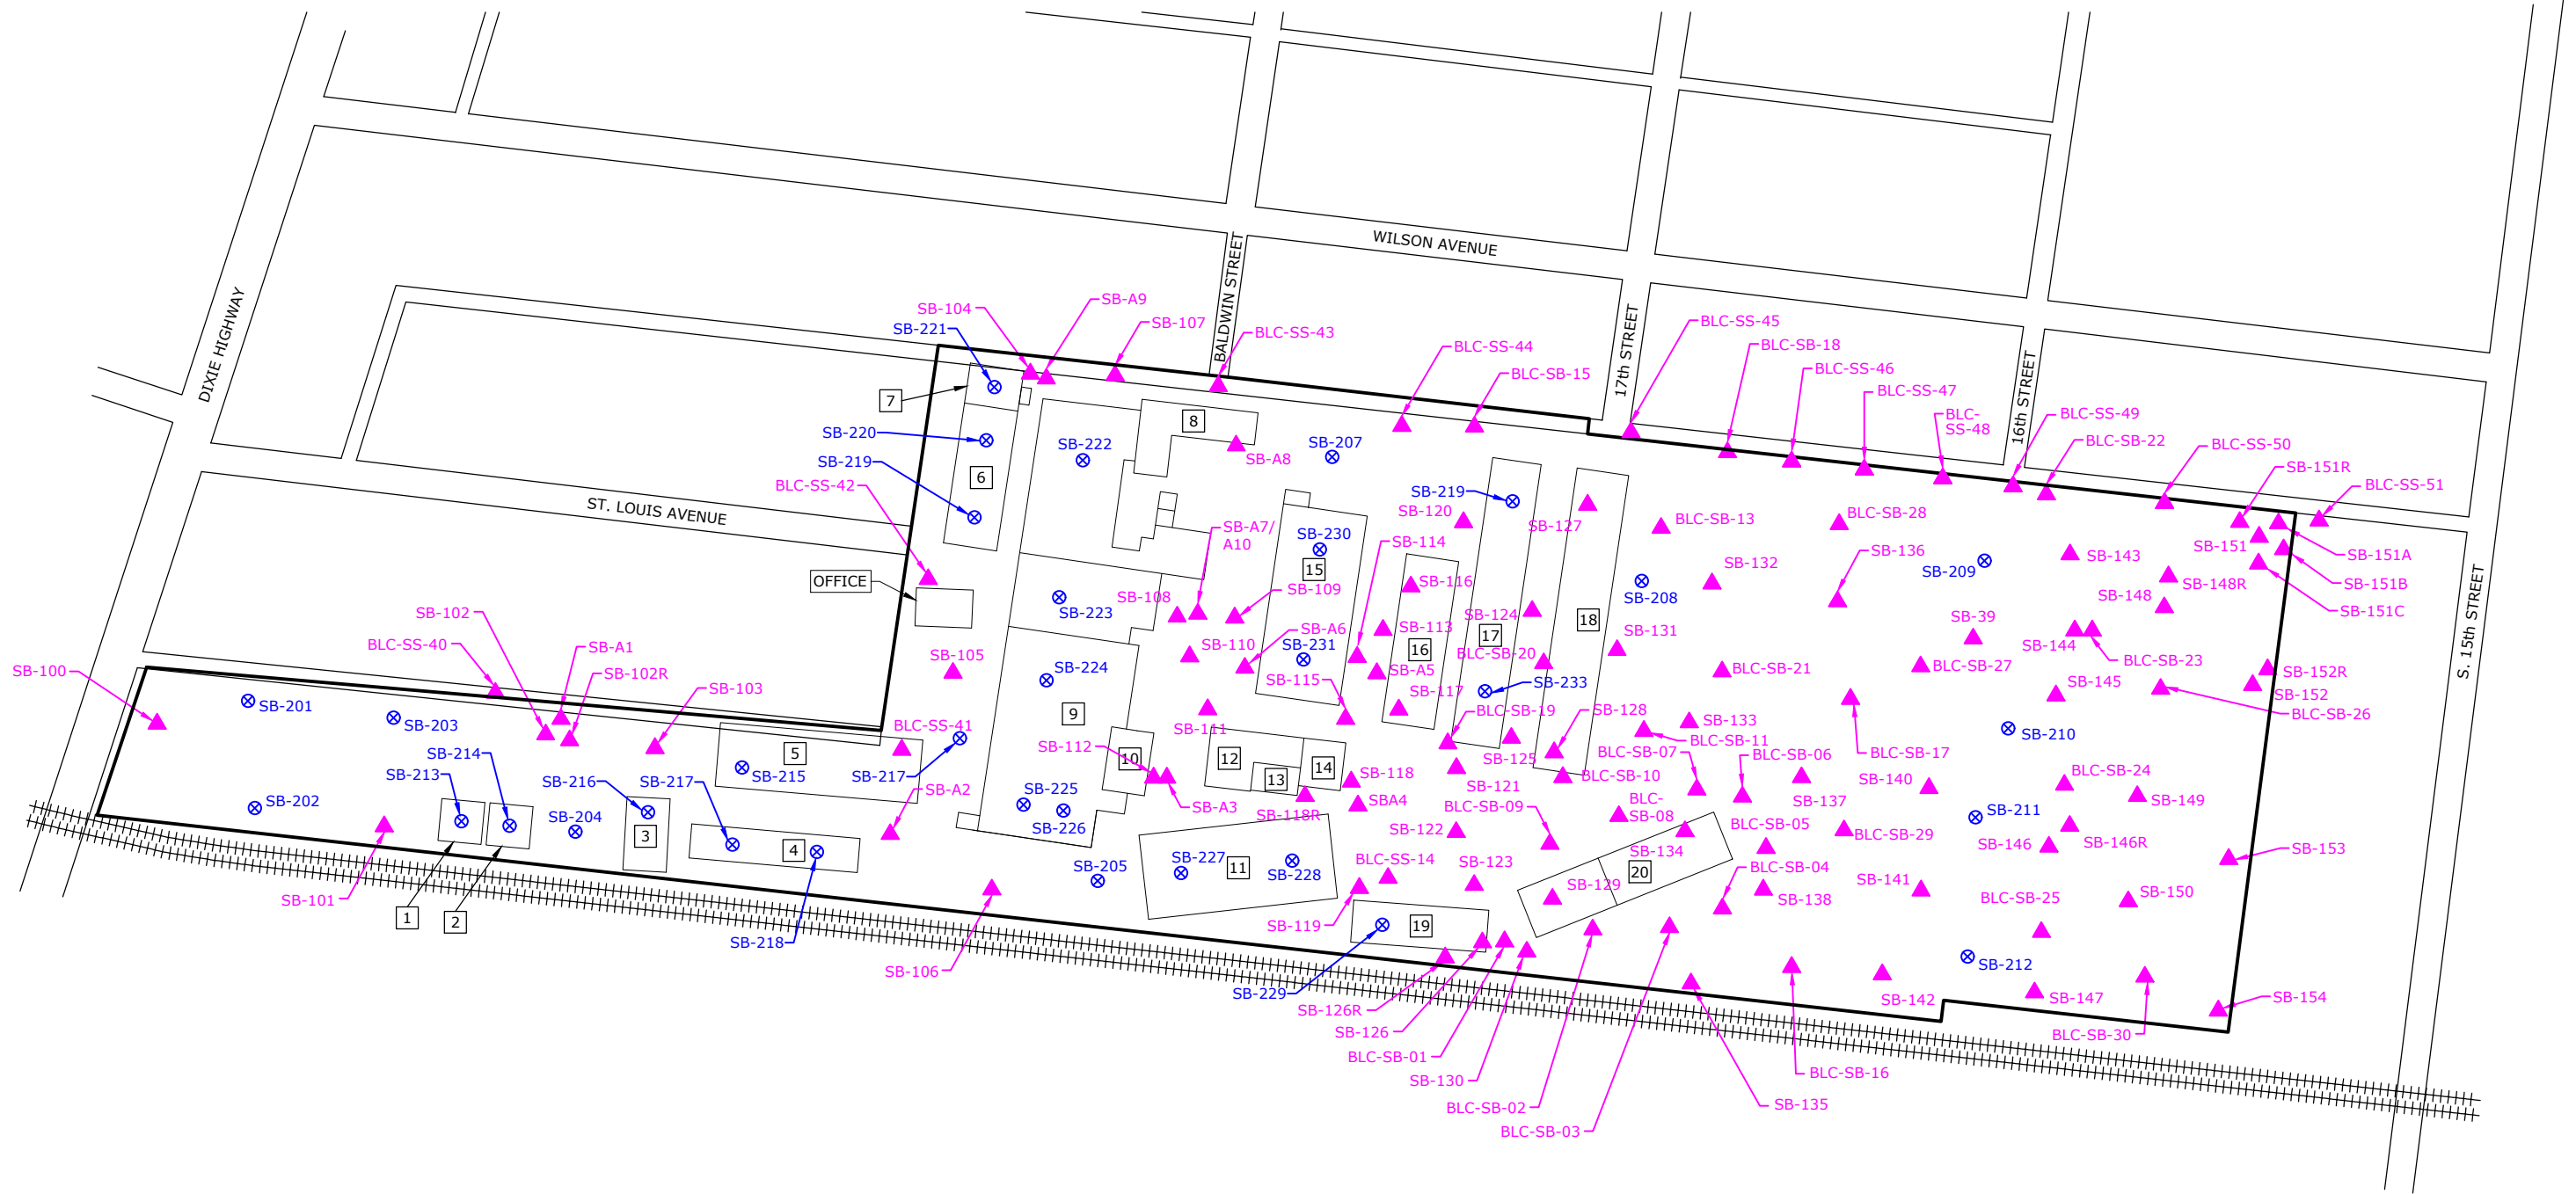 WILSON AVENUE
BALDWIN STREET
DIXIE HIGHWAY
17th STREET
16th STREET
S. 15th STREET
ST. LOUIS AVENUE
SB-104
SB-A9
SB-221
SB-107
BLC-SS-43
BLC-SS-44
BLC-SS-45
BLC-SB-18
BLC-SS-46
BLC-SB-15
BLC-SS-47
BLC-
SS-48
BLC-SS-49
BLC-SB-22
BLC-SS-50
SB-151R
BLC-SS-51
7
8
SB-220
SB-222
SB-207
SB-A8
SB-219
6
BLC-SS-42
SB-219
SB-120
SB-127
BLC-SB-13
BLC-SB-28
SB-A7/
A10
SB-230
SB-114
SB-136
SB-143
SB-151
SB-151A
SB-132
SB-209
15
OFFICE
SB-116
SB-109
SB-108
SB-223
SB-208
SB-148R
SB-148
SB-151B
SB-151C
SB-102
SB-124
SB-39
SB-A6
SB-113
17
18
SB-131
BLC-SS-40
SB-A1
SB-110
SB-231
16
BLC-SB-20
SB-144
BLC-SB-23
SB-105
SB-100
SB-102R
SB-224
SB-A5
BLC-SB-21
BLC-SB-27
SB-152R
SB-115
SB-233
SB-145
SB-152
SB-103
SB-117
SB-201
BLC-SB-19
SB-128
BLC-SB-26
9
SB-203
BLC-SS-41
SB-111
SB-133
SB-210
SB-112
BLC-SB-11
SB-214
5
10
12
BLC-SB-07
BLC-SB-06
BLC-SB-17
SB-125
SB-213
SB-216
SB-217
SB-215
SB-217
13
14
SB-118
BLC-SB-10
SB-140
BLC-SB-24
SB-121
SB-A2
SB-225
SB-202
SB-A3
SBA4
BLC-SB-09
BLC-
SB-08
SB-137
SB-149
SB-204
SB-118R
SB-211
SB-226
SB-122
BLC-SB-05
BLC-SB-29
3
4
SB-146
SB-146R
SB-205
SB-227
11
SB-228
BLC-SS-14
SB-123
SB-134
20
BLC-SB-04
SB-153
SB-129
SB-141
SB-101
SB-138
BLC-SB-25
SB-150
1
2
SB-119
19
SB-218
SB-106
SB-212
SB-229
SB-142
SB-147
SB-154
SB-126R
SB-126
BLC-SB-30
BLC-SB-01
SB-130
BLC-SB-16
BLC-SB-02
SB-135
BLC-SB-03